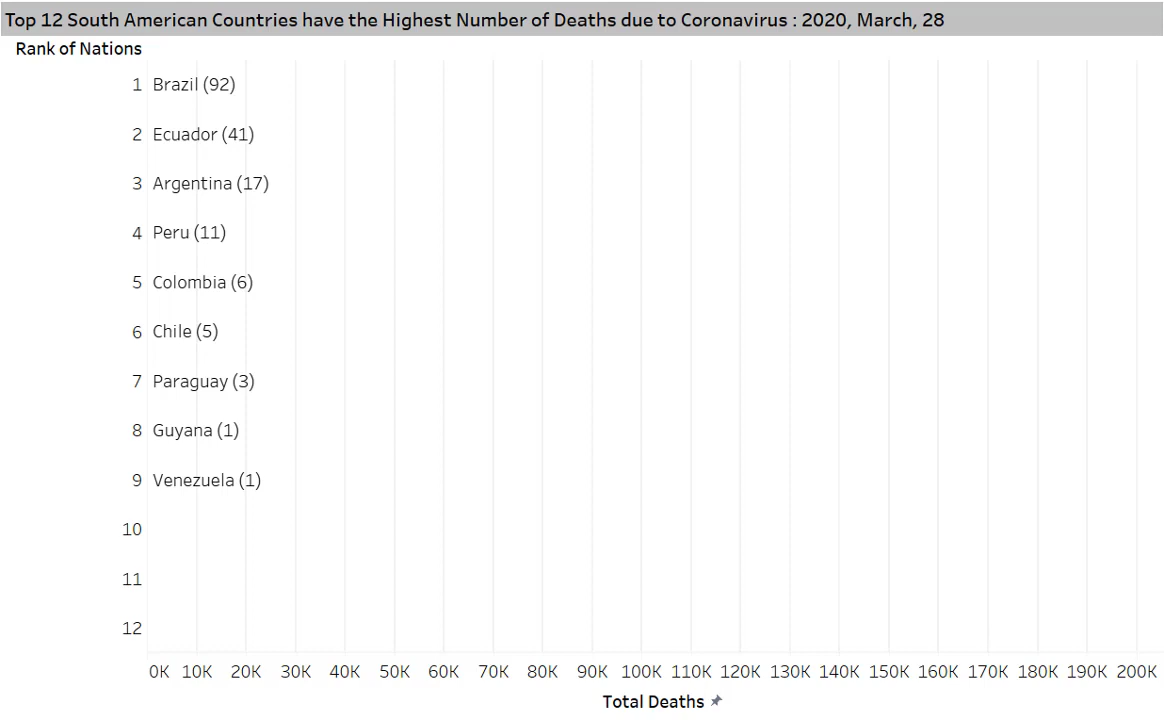 Top 12 South American Countries have the Highest Number of Deaths due to Coronavirus : 2020, March, 28
Rank of Nations
1 Brazil (92)
2 Ecuador (41)
3 Argentina (17)
4 Peru (11)
5 Colombia (6)
6 Chile (5)
7 Paraguay (3)
8 Guyana (1)
9 Venezuela (1)
10
11
12
0K 10K 20K 30K 40K 50K 60K 70K 80K 90K 100K 110K 120K 130K 140K 150K 160K 170K 180K 190K 200K
Total Deaths